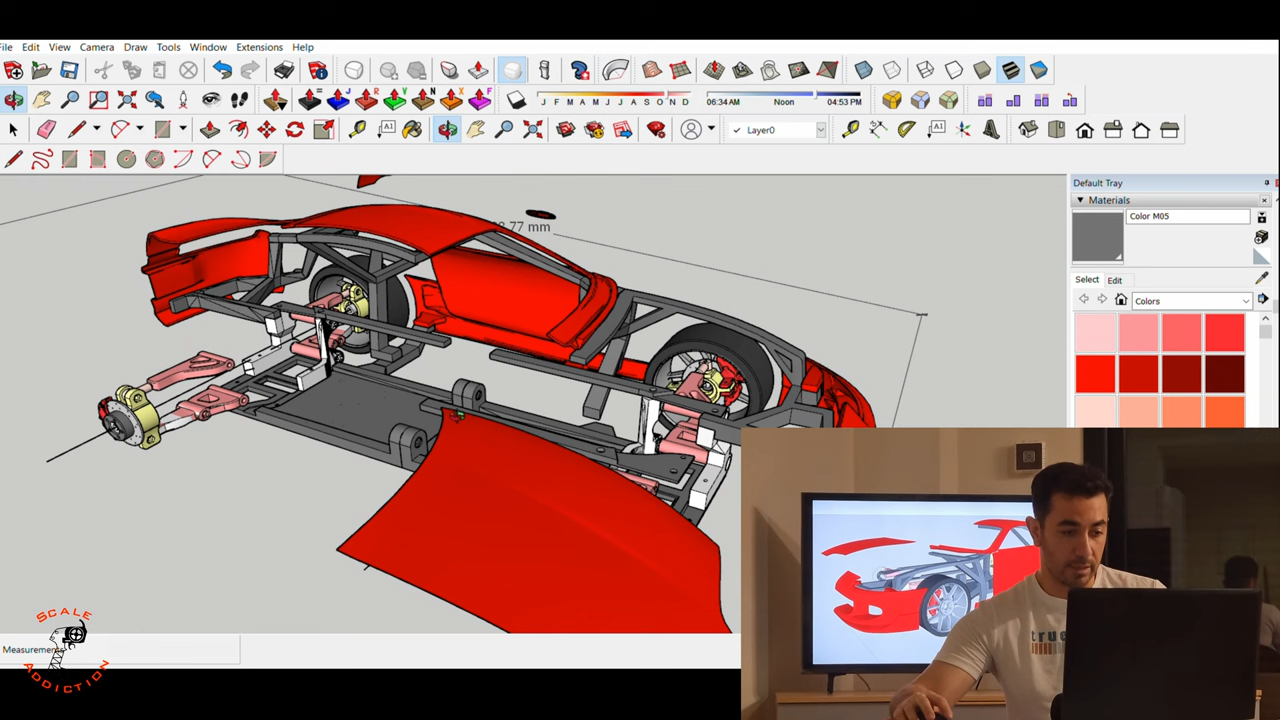 File Edit View Camera Draw Tools Window Extensions Help
J F M A M J J A S O N D 06:34 AM Noon 04:53 PM
Layer0
Default Tray
Materials
Color M05
77 mm
Select Edit
Colors
Measurements
SCALE
ADDICTION
true